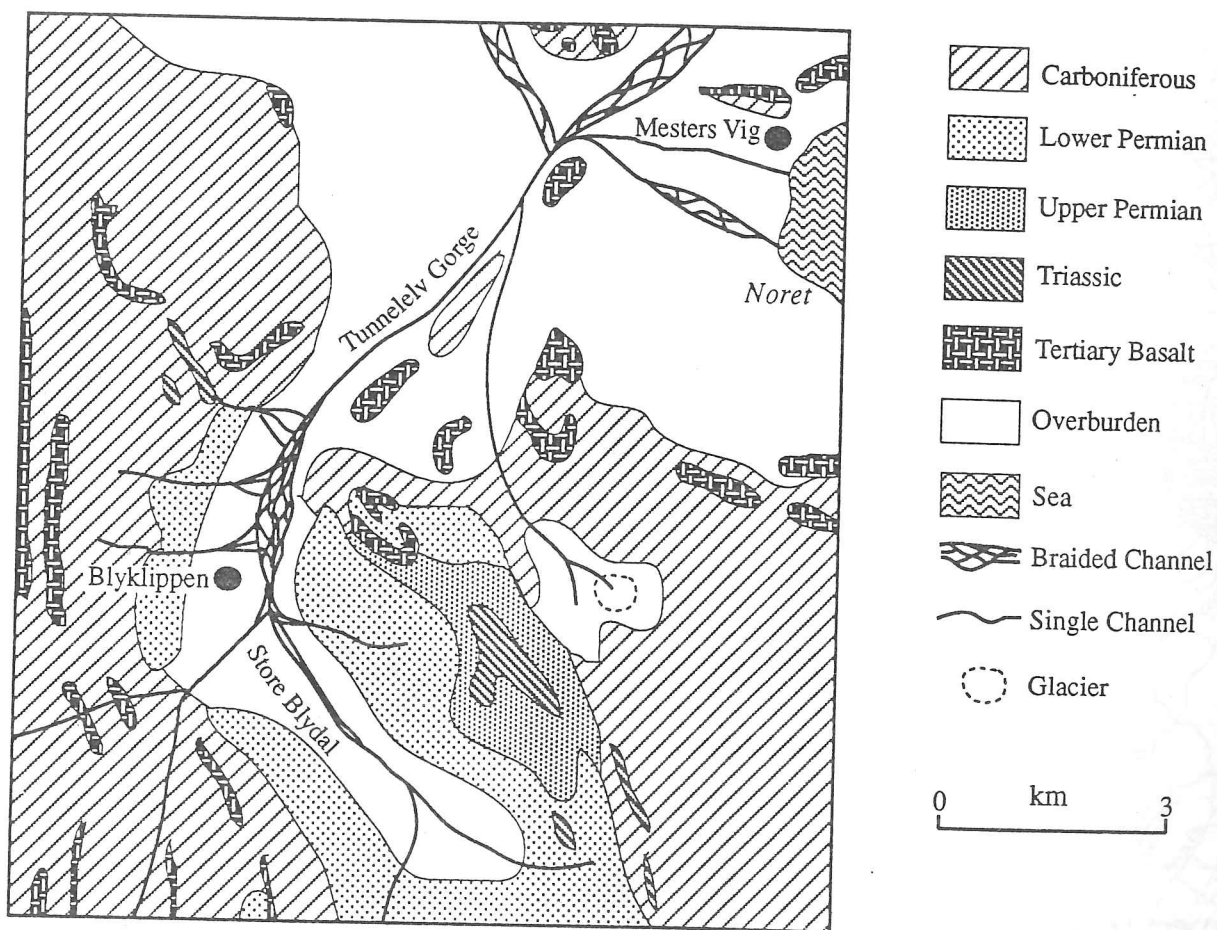 Mesters Vig
Tunnelelv Gorge
Noret
Blyklippen
Store Blydal
Carboniferous
Lower Permian
Upper Permian
Triassic
Tertiary Basalt
Overburden
Sea
Braided Channel
Single Channel
Glacier
0 km 3